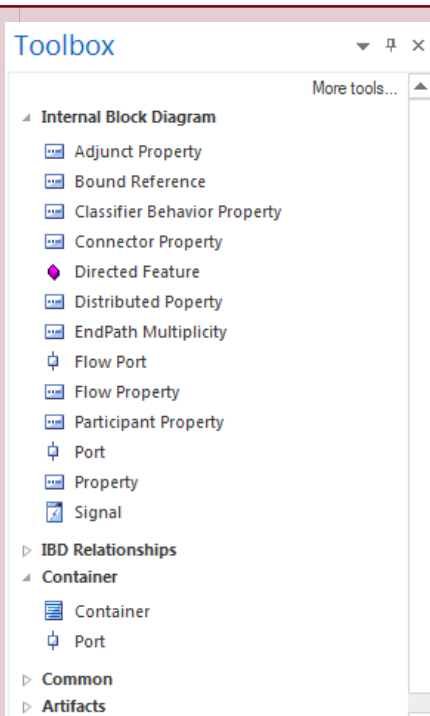 Toolbox
More tools...
Internal Block Diagram
Adjunct Property
Bound Reference
Classifier Behavior Property
Connector Property
Directed Feature
Distributed Poperty
EndPath Multiplicity
Flow Port
Flow Property
Participant Property
Port
Property
Signal
IBD Relationships
Container
Container
Port
Common
Artifacts